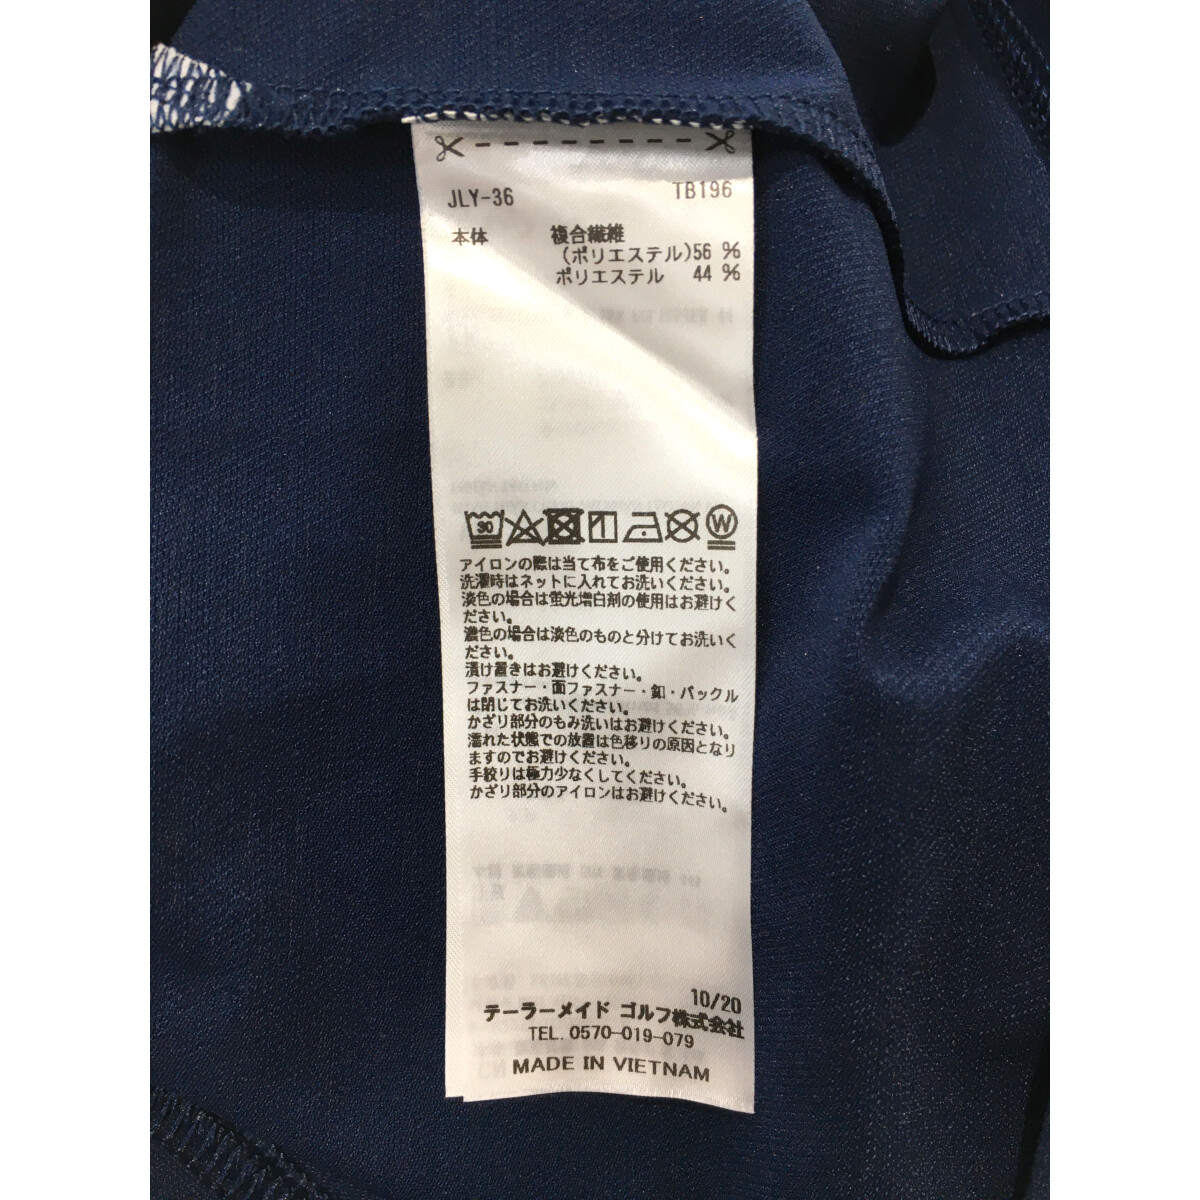 JLY-36 TB196
本体 複合繊維
(ポリエステル)56 %
ポリエステル 44 %
30
W
アイロンの際は当て布をご使用ください。
洗濯時はネットに入れてお洗いください。
淡色の場合は蛍光増白剤の使用はお避けく
ださい。
濃色の場合は淡色のものと分けてお洗いく
ださい。
漬け置きはお避けください。
ファスナー・面ファスナー・釦・バックル
は閉じてお洗いください。
かざり部分のもみ洗いはお避けください。
濡れた状態での放置は色移りの原因となり
ますのでお避けください。
手絞りは極力少なくしてください。
かざり部分のアイロンはお避けください。
10/20
テーラーメイド ゴルフ株式会社
TEL. 0570-019-079
MADE IN VIETNAM